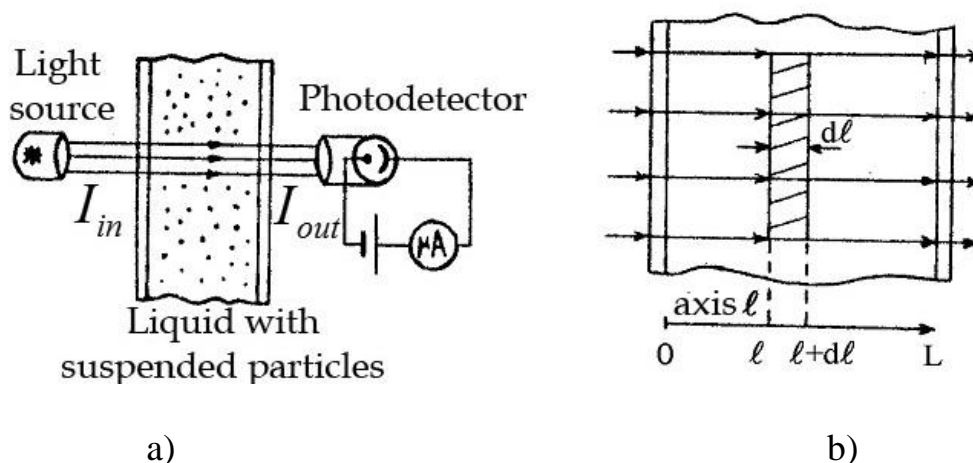 Light
source
Photodetector
I_in
I_out
μA
Liquid with
suspended particles
a)
dℓ
axis ℓ
0 ℓ ℓ+dℓ L
b)